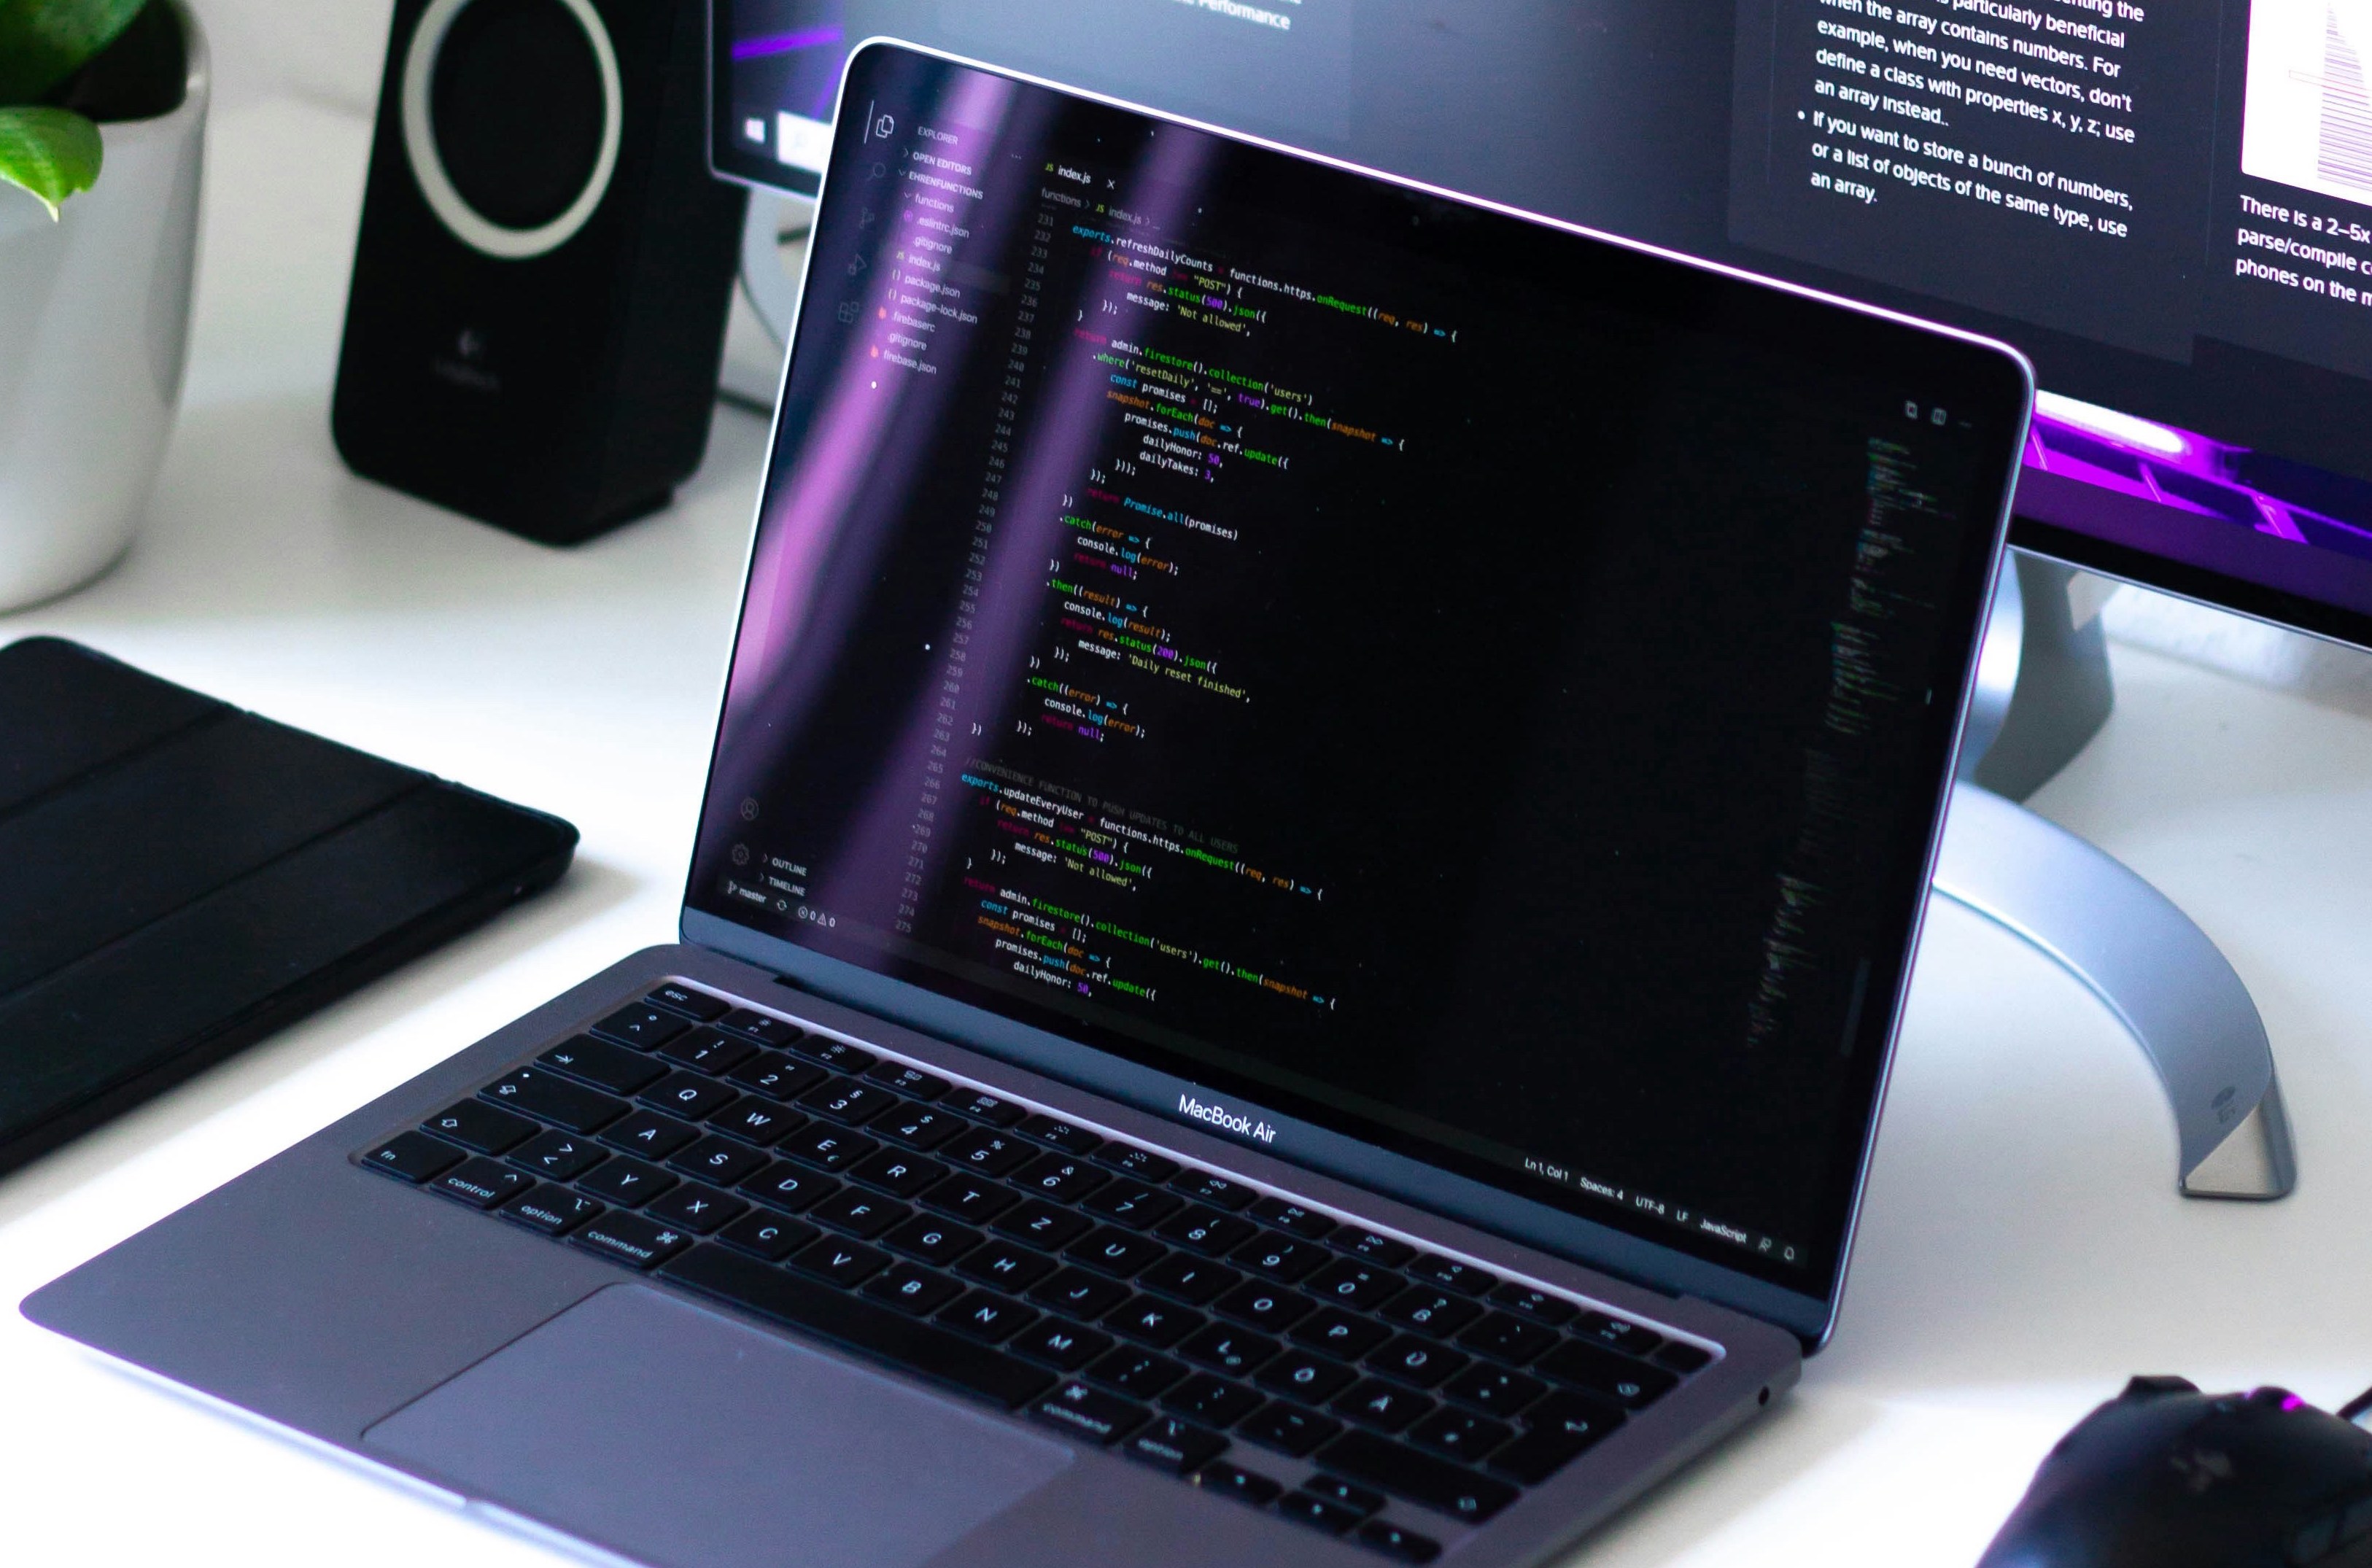 Performance
when the array contains numbers. For
example, when you need vectors, don't
define a class with properties x, y, z; use
an array instead..
• If you want to store a bunch of numbers,
or a list of objects of the same type, use
an array.
There is a 2–5x
parse/compile
phones on the
EXPLORER
OPEN EDITORS
EHRENFUNCTIONS
functions
.eslintrc.json
.gitignore
JS index.js
{} package.json
{} package-lock.json
.firebaserc
.gitignore
firebase.json
OUTLINE
TIMELINE
master 0 0
JS index.js X
functions > JS index.js > ...
231
232 exports.refreshDailyCounts = functions.https.onRequest((req, res) => {
233 if (req.method !== "POST") {
234 return res.status(500).json({
235 message: 'Not allowed',
236 });
237 }
238 return admin.firestore().collection('users')
239 .where('resetDaily', '==', true).get().then(snapshot => {
240 const promises = [];
241 snapshot.forEach(doc => {
242 promises.push(doc.ref.update({
243 dailyHonor: 50,
244 dailyTakes: 3,
245 }));
246 });
247 return Promise.all(promises)
248 })
249 .catch(error => {
250 console.log(error);
251 return null;
252 })
253 .then((result) => {
254 console.log(result);
255 return res.status(200).json({
256 message: 'Daily reset finished',
257 });
258 })
259 .catch((error) => {
260 console.log(error);
261 return null;
262 });
263 })
264
265 //CONVENIENCE FUNCTION TO PUSH UPDATES TO ALL USERS
266 exports.updateEveryUser = functions.https.onRequest((req, res) => {
267 if (req.method !== "POST") {
268 return res.status(500).json({
269 message: 'Not allowed',
270 });
271 }
272 return admin.firestore().collection('users').get().then(snapshot => {
273 const promises = [];
274 snapshot.forEach(doc => {
275 promises.push(doc.ref.update({
dailyHonor: 50,
Ln 1, Col 1 Spaces: 4 UTF-8 LF JavaScript
MacBook Air
esc
1 2 3 4 5 6 7 8 9 0 ß
Q W E R T Z U I O P Ü
A S D F G H J K L Ö Ä
Y X C V B N M
fn control option command command option